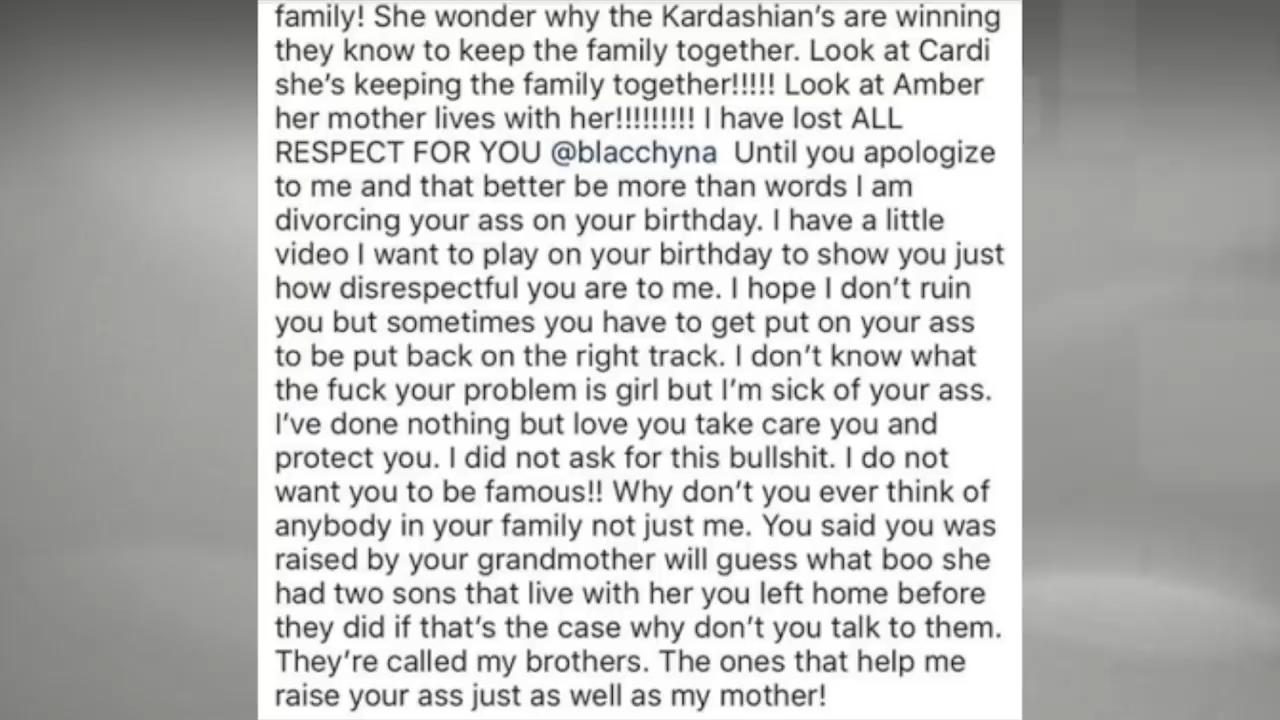 family! She wonder why the Kardashian's are winning
they know to keep the family together. Look at Cardi
she's keeping the family together!!!!! Look at Amber
her mother lives with her!!!!!!!!! I have lost ALL
RESPECT FOR YOU @blacchyna  Until you apologize
to me and that better be more than words I am
divorcing your ass on your birthday. I have a little
video I want to play on your birthday to show you just
how disrespectful you are to me. I hope I don't ruin
you but sometimes you have to get put on your ass
to be put back on the right track. I don't know what
the fuck your problem is girl but I'm sick of your ass.
I've done nothing but love you take care you and
protect you. I did not ask for this bullshit. I do not
want you to be famous!! Why don't you ever think of
anybody in your family not just me. You said you was
raised by your grandmother will guess what boo she
had two sons that live with her you left home before
they did if that's the case why don't you talk to them.
They're called my brothers. The ones that help me
raise your ass just as well as my mother!